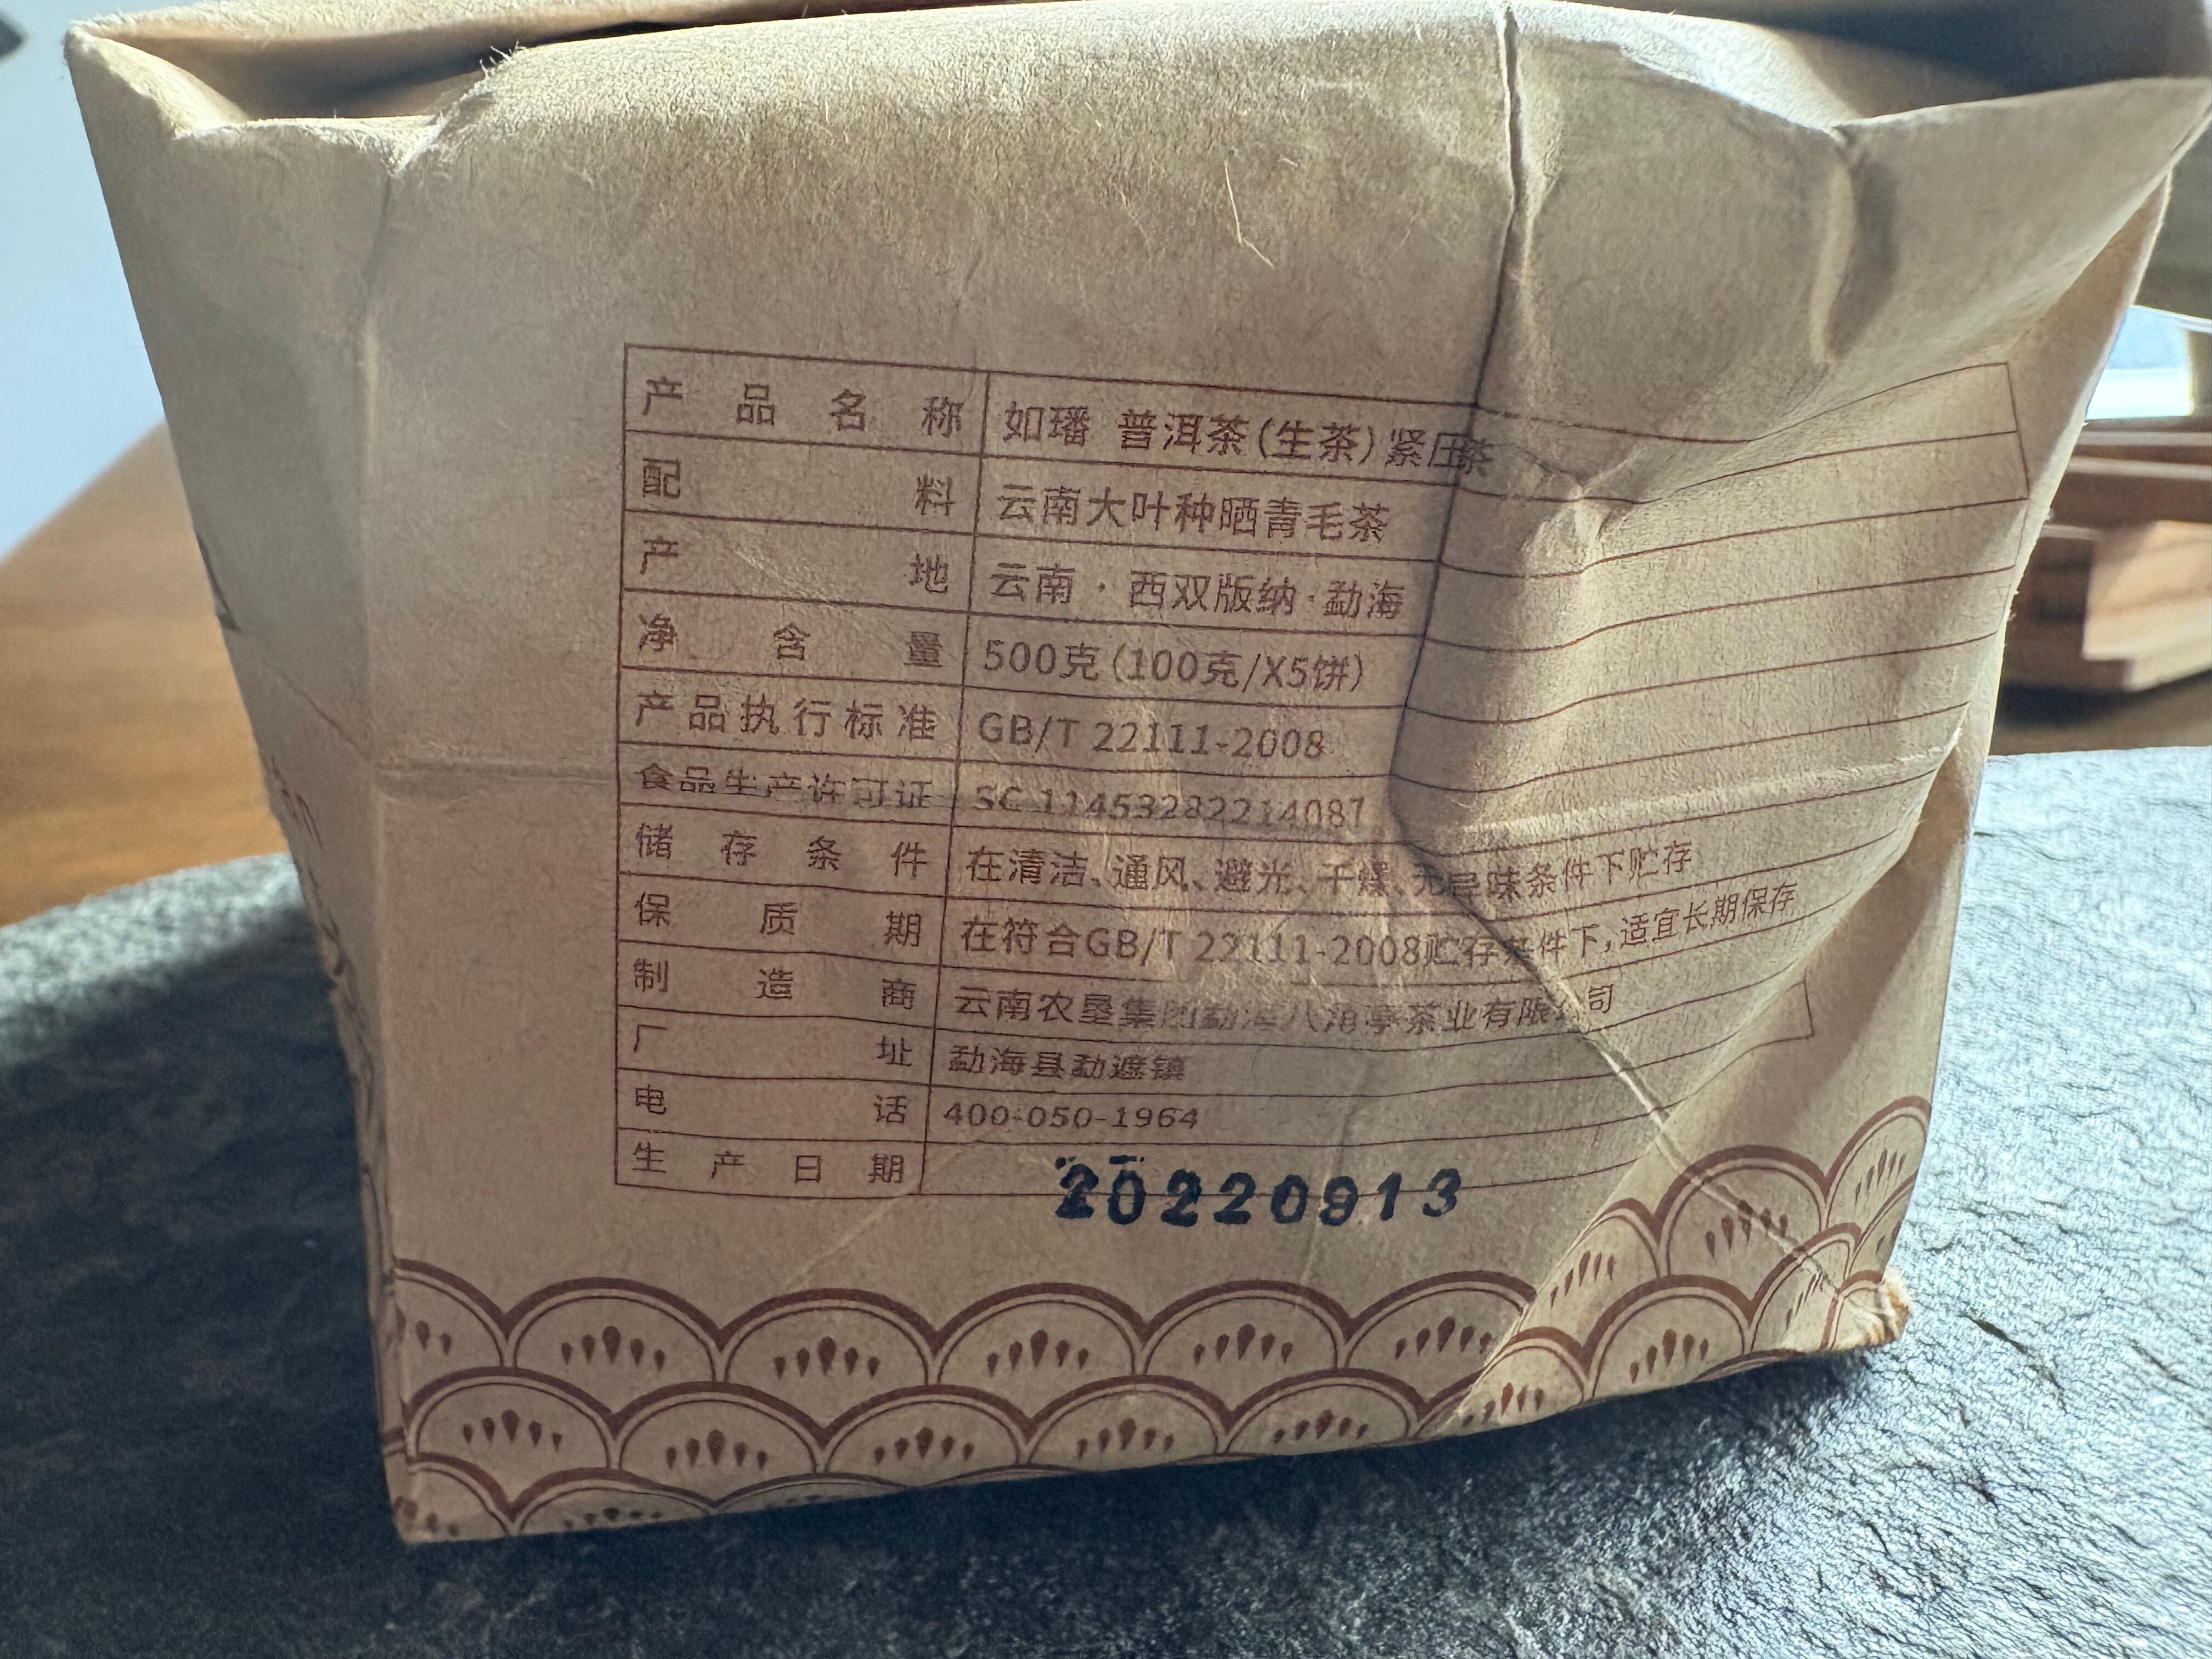 产品名称 如璠 普洱茶(生茶)紧压茶
配料 云南大叶种晒青毛茶
产地 云南·西双版纳·勐海
净含量 500克(100克/X5饼)
产品执行标准 GB/T 22111-2008
食品生产许可证 SC 11453282214087
储存条件 在清洁、通风、避光、干燥、无异味条件下贮存
保质期 在符合GB/T 22111-2008贮存条件下,适宜长期保存
制造商 云南农垦集团勐海八角亭茶业有限公司
厂址 勐海县勐遮镇
电话 400-050-1964
生产日期 20220913